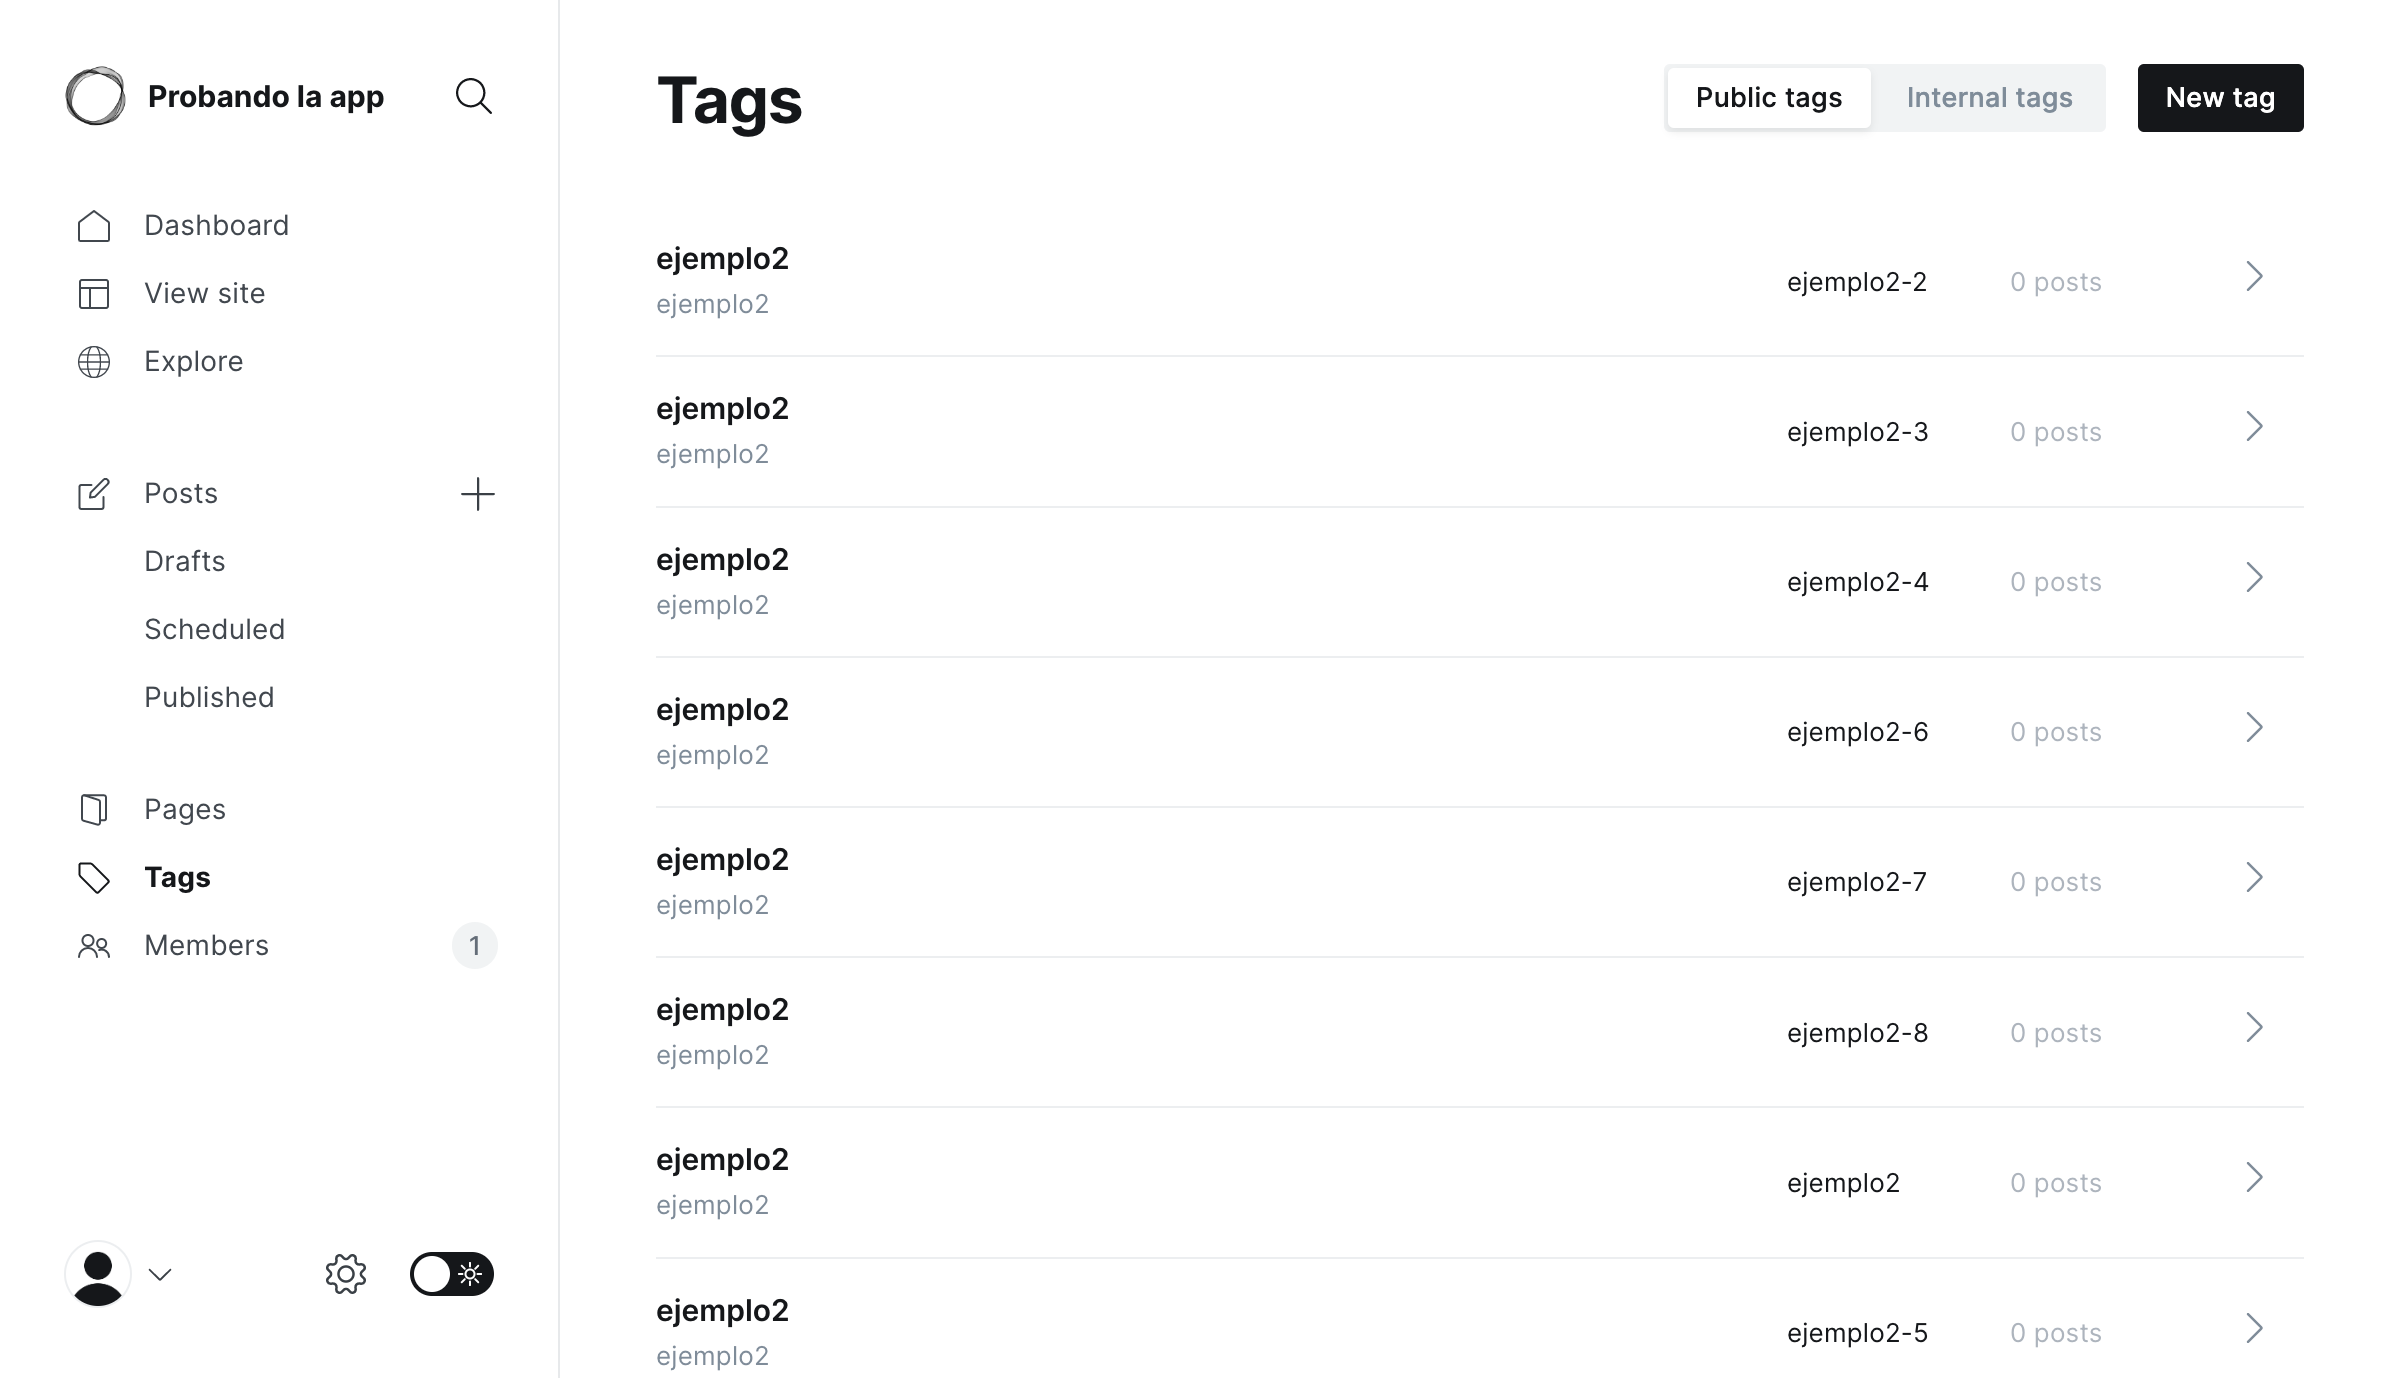 Probando la app
Dashboard
View site
Explore
Posts
Drafts
Scheduled
Published
Pages
Tags
Members 1
Tags
Public tags Internal tags New tag
ejemplo2
ejemplo2
ejemplo2-2 0 posts
ejemplo2
ejemplo2
ejemplo2-3 0 posts
ejemplo2
ejemplo2
ejemplo2-4 0 posts
ejemplo2
ejemplo2
ejemplo2-6 0 posts
ejemplo2
ejemplo2
ejemplo2-7 0 posts
ejemplo2
ejemplo2
ejemplo2-8 0 posts
ejemplo2
ejemplo2
ejemplo2 0 posts
ejemplo2
ejemplo2
ejemplo2-5 0 posts